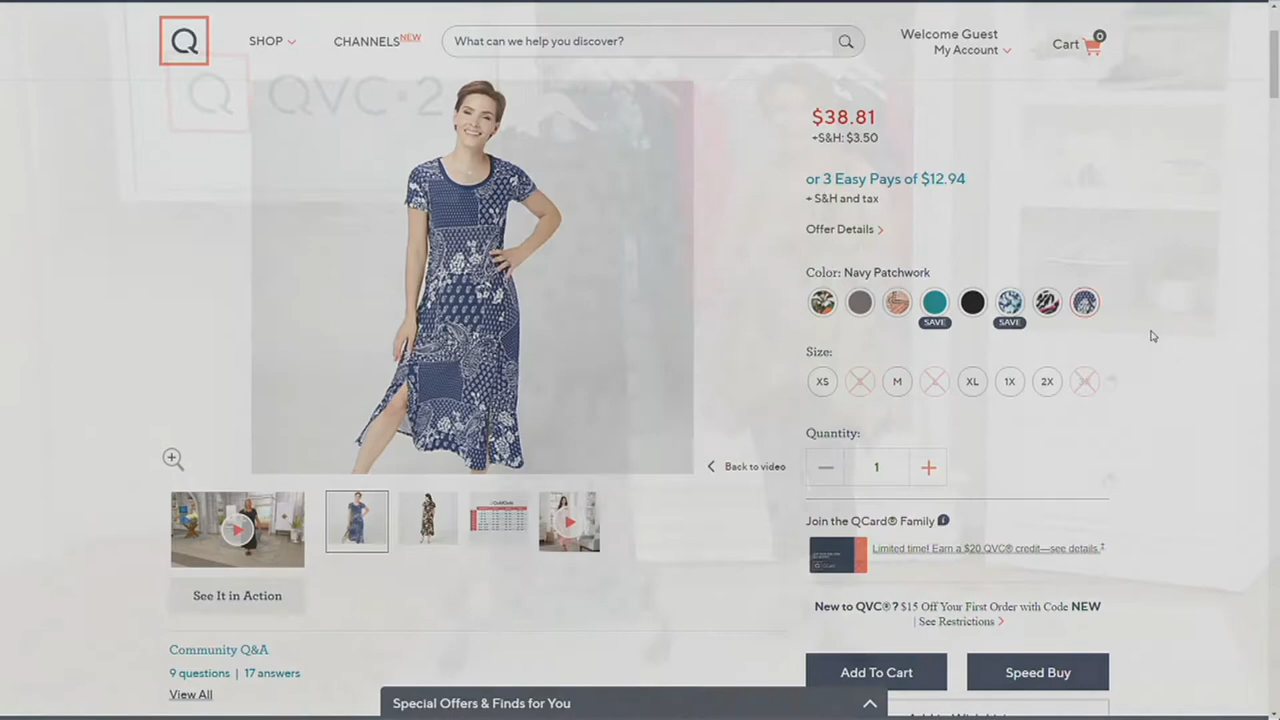 Q
SHOP
CHANNELS NEW
What can we help you discover?
Welcome Guest
My Account
Cart
0
Q QVC•2
$38.81
+S&H: $3.50
or 3 Easy Pays of $12.94
+ S&H and tax
Offer Details
Color: Navy Patchwork
SAVE
SAVE
Size:
XS
M
XL
1X
2X
Quantity:
1
Back to video
Join the QCard® Family
Limited time! Earn a $20 QVC® credit—see details.‡
See It in Action
New to QVC®? $15 Off Your First Order with Code NEW
| See Restrictions
Community Q&A
9 questions | 17 answers
View All
Add To Cart
Speed Buy
Special Offers & Finds for You